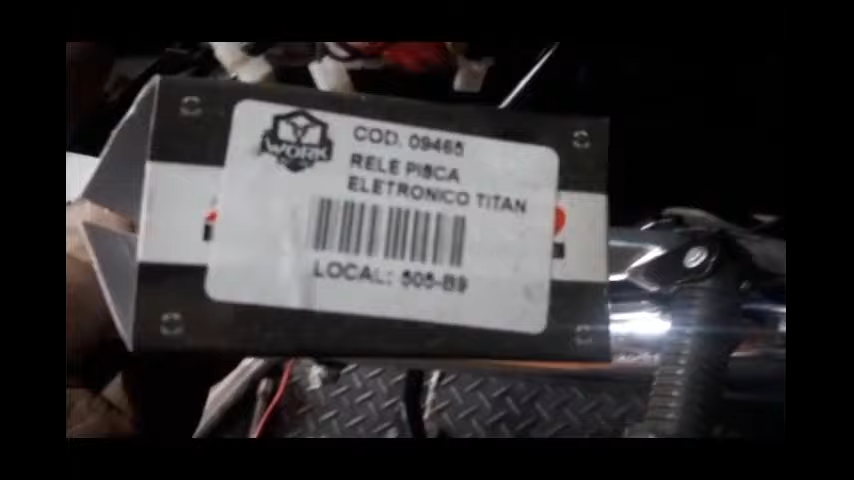 WORK
COD. 09465
RELE PISCA
ELETRONICO TITAN
LOCAL: 505-B9